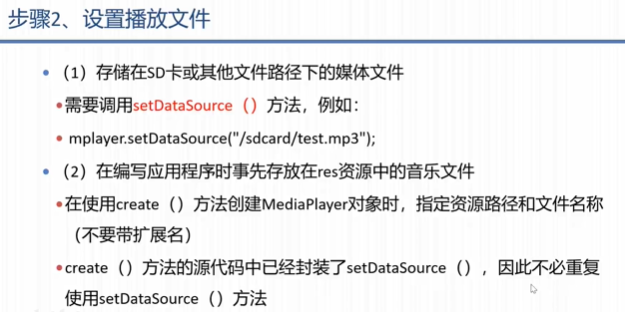 步骤2、设置播放文件
• （1）存储在SD卡或其他文件路径下的媒体文件
•需要调用setDataSource（）方法，例如：
• mplayer.setDataSource("/sdcard/test.mp3");
• （2）在编写应用程序时事先存放在res资源中的音乐文件
•在使用create（）方法创建MediaPlayer对象时，指定资源路径和文件名称
（不要带扩展名）
•create（）方法的源代码中已经封装了setDataSource（），因此不必重复
使用setDataSource（）方法